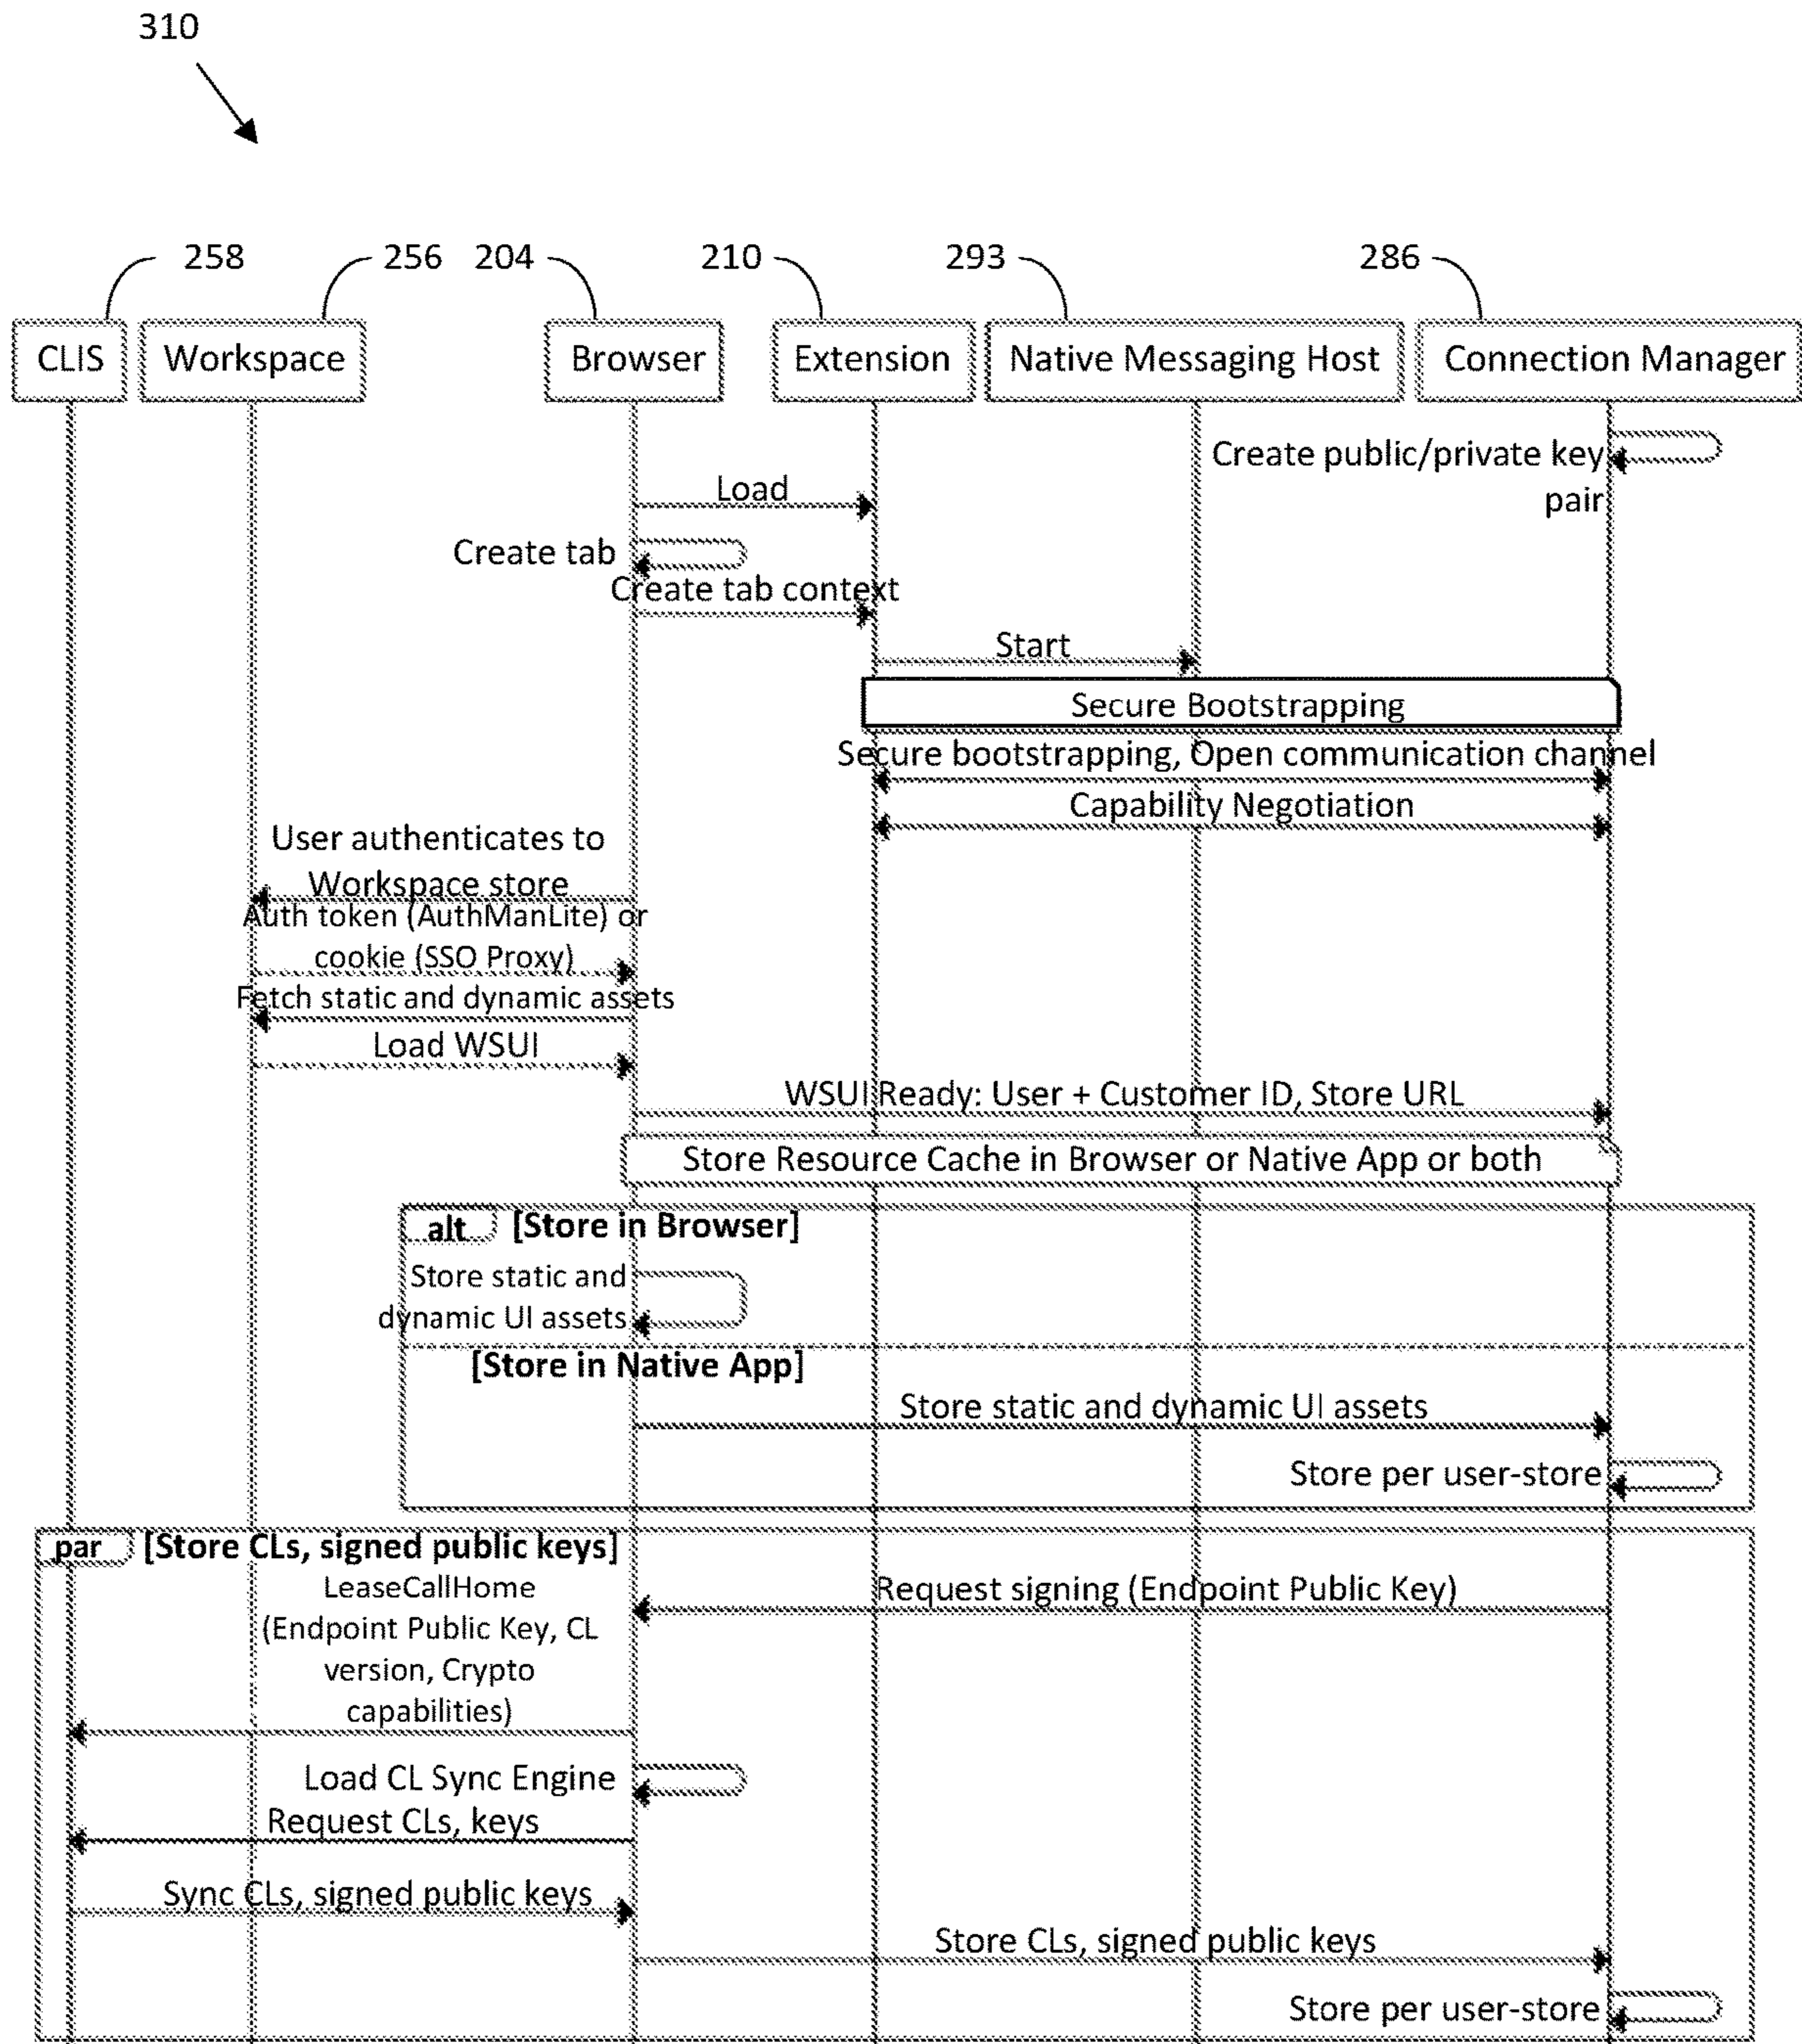 310
258 256 204 210 293 286
CLIS Workspace Browser Extension Native Messaging Host Connection Manager
Create public/private key
pair
Load
Create tab
Create tab context
Start
Secure Bootstrapping
Secure bootstrapping, Open communication channel
Capability Negotiation
User authenticates to
Workspace store
Auth token (AuthManLite) or
cookie (SSO Proxy)
Fetch static and dynamic assets
Load WSUI
WSUI Ready: User + Customer ID, Store URL
Store Resource Cache in Browser or Native App or both
alt [Store in Browser]
Store static and
dynamic UI assets
[Store in Native App]
Store static and dynamic UI assets
Store per user-store
par [Store CLs, signed public keys]
Request signing (Endpoint Public Key)
LeaseCallHome
(Endpoint Public Key, CL
version, Crypto
capabilities)
Load CL Sync Engine
Request CLs, keys
Sync CLs, signed public keys
Store CLs, signed public keys
Store per user-store